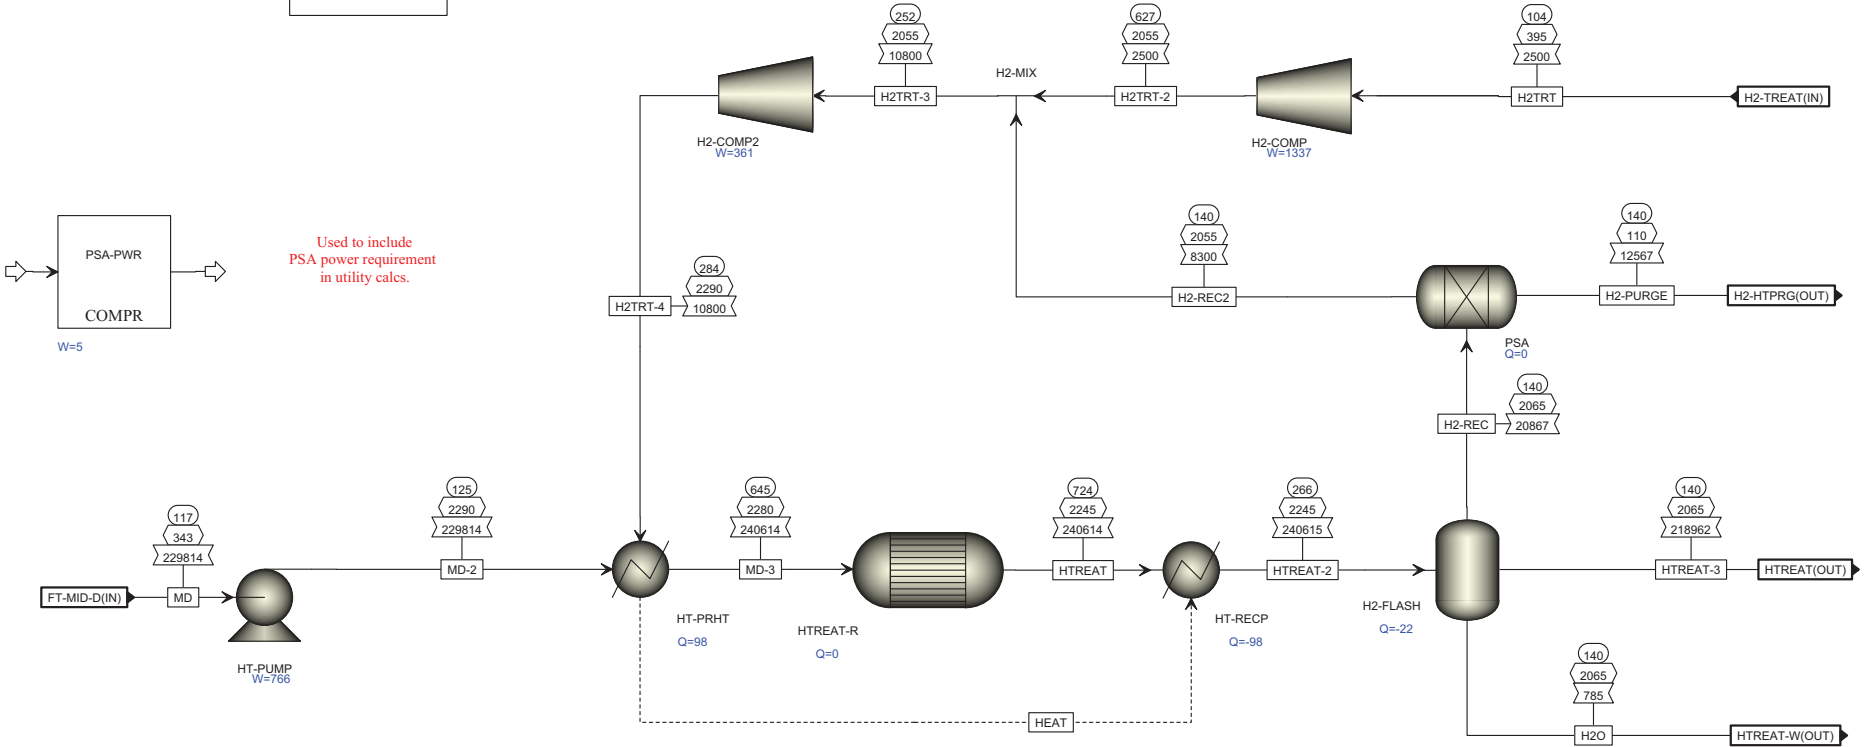 252
2055
10800
H2TRT-3
627
2055
2500
H2TRT-2
104
395
2500
H2TRT
H2-TREAT(IN)
H2-MIX
H2-COMP2
W=361
H2-COMP
W=1337
PSA-PWR
COMPR
W=5
Used to include
PSA power requirement
in utility calcs.
284
2290
10800
H2TRT-4
140
2055
8300
H2-REC2
140
110
12567
H2-PURGE
H2-HTPRG(OUT)
PSA
Q=0
140
2065
20867
H2-REC
117
343
229814
FT-MID-D(IN)
MD
HT-PUMP
W=766
125
2290
229814
MD-2
HT-PRHT
Q=98
645
2280
240614
MD-3
HTREAT-R
Q=0
724
2245
240614
HTREAT
HT-RECP
Q=-98
266
2245
240615
HTREAT-2
H2-FLASH
Q=-22
140
2065
218962
HTREAT-3
HTREAT(OUT)
140
2065
785
H2O
HTREAT-W(OUT)
HEAT